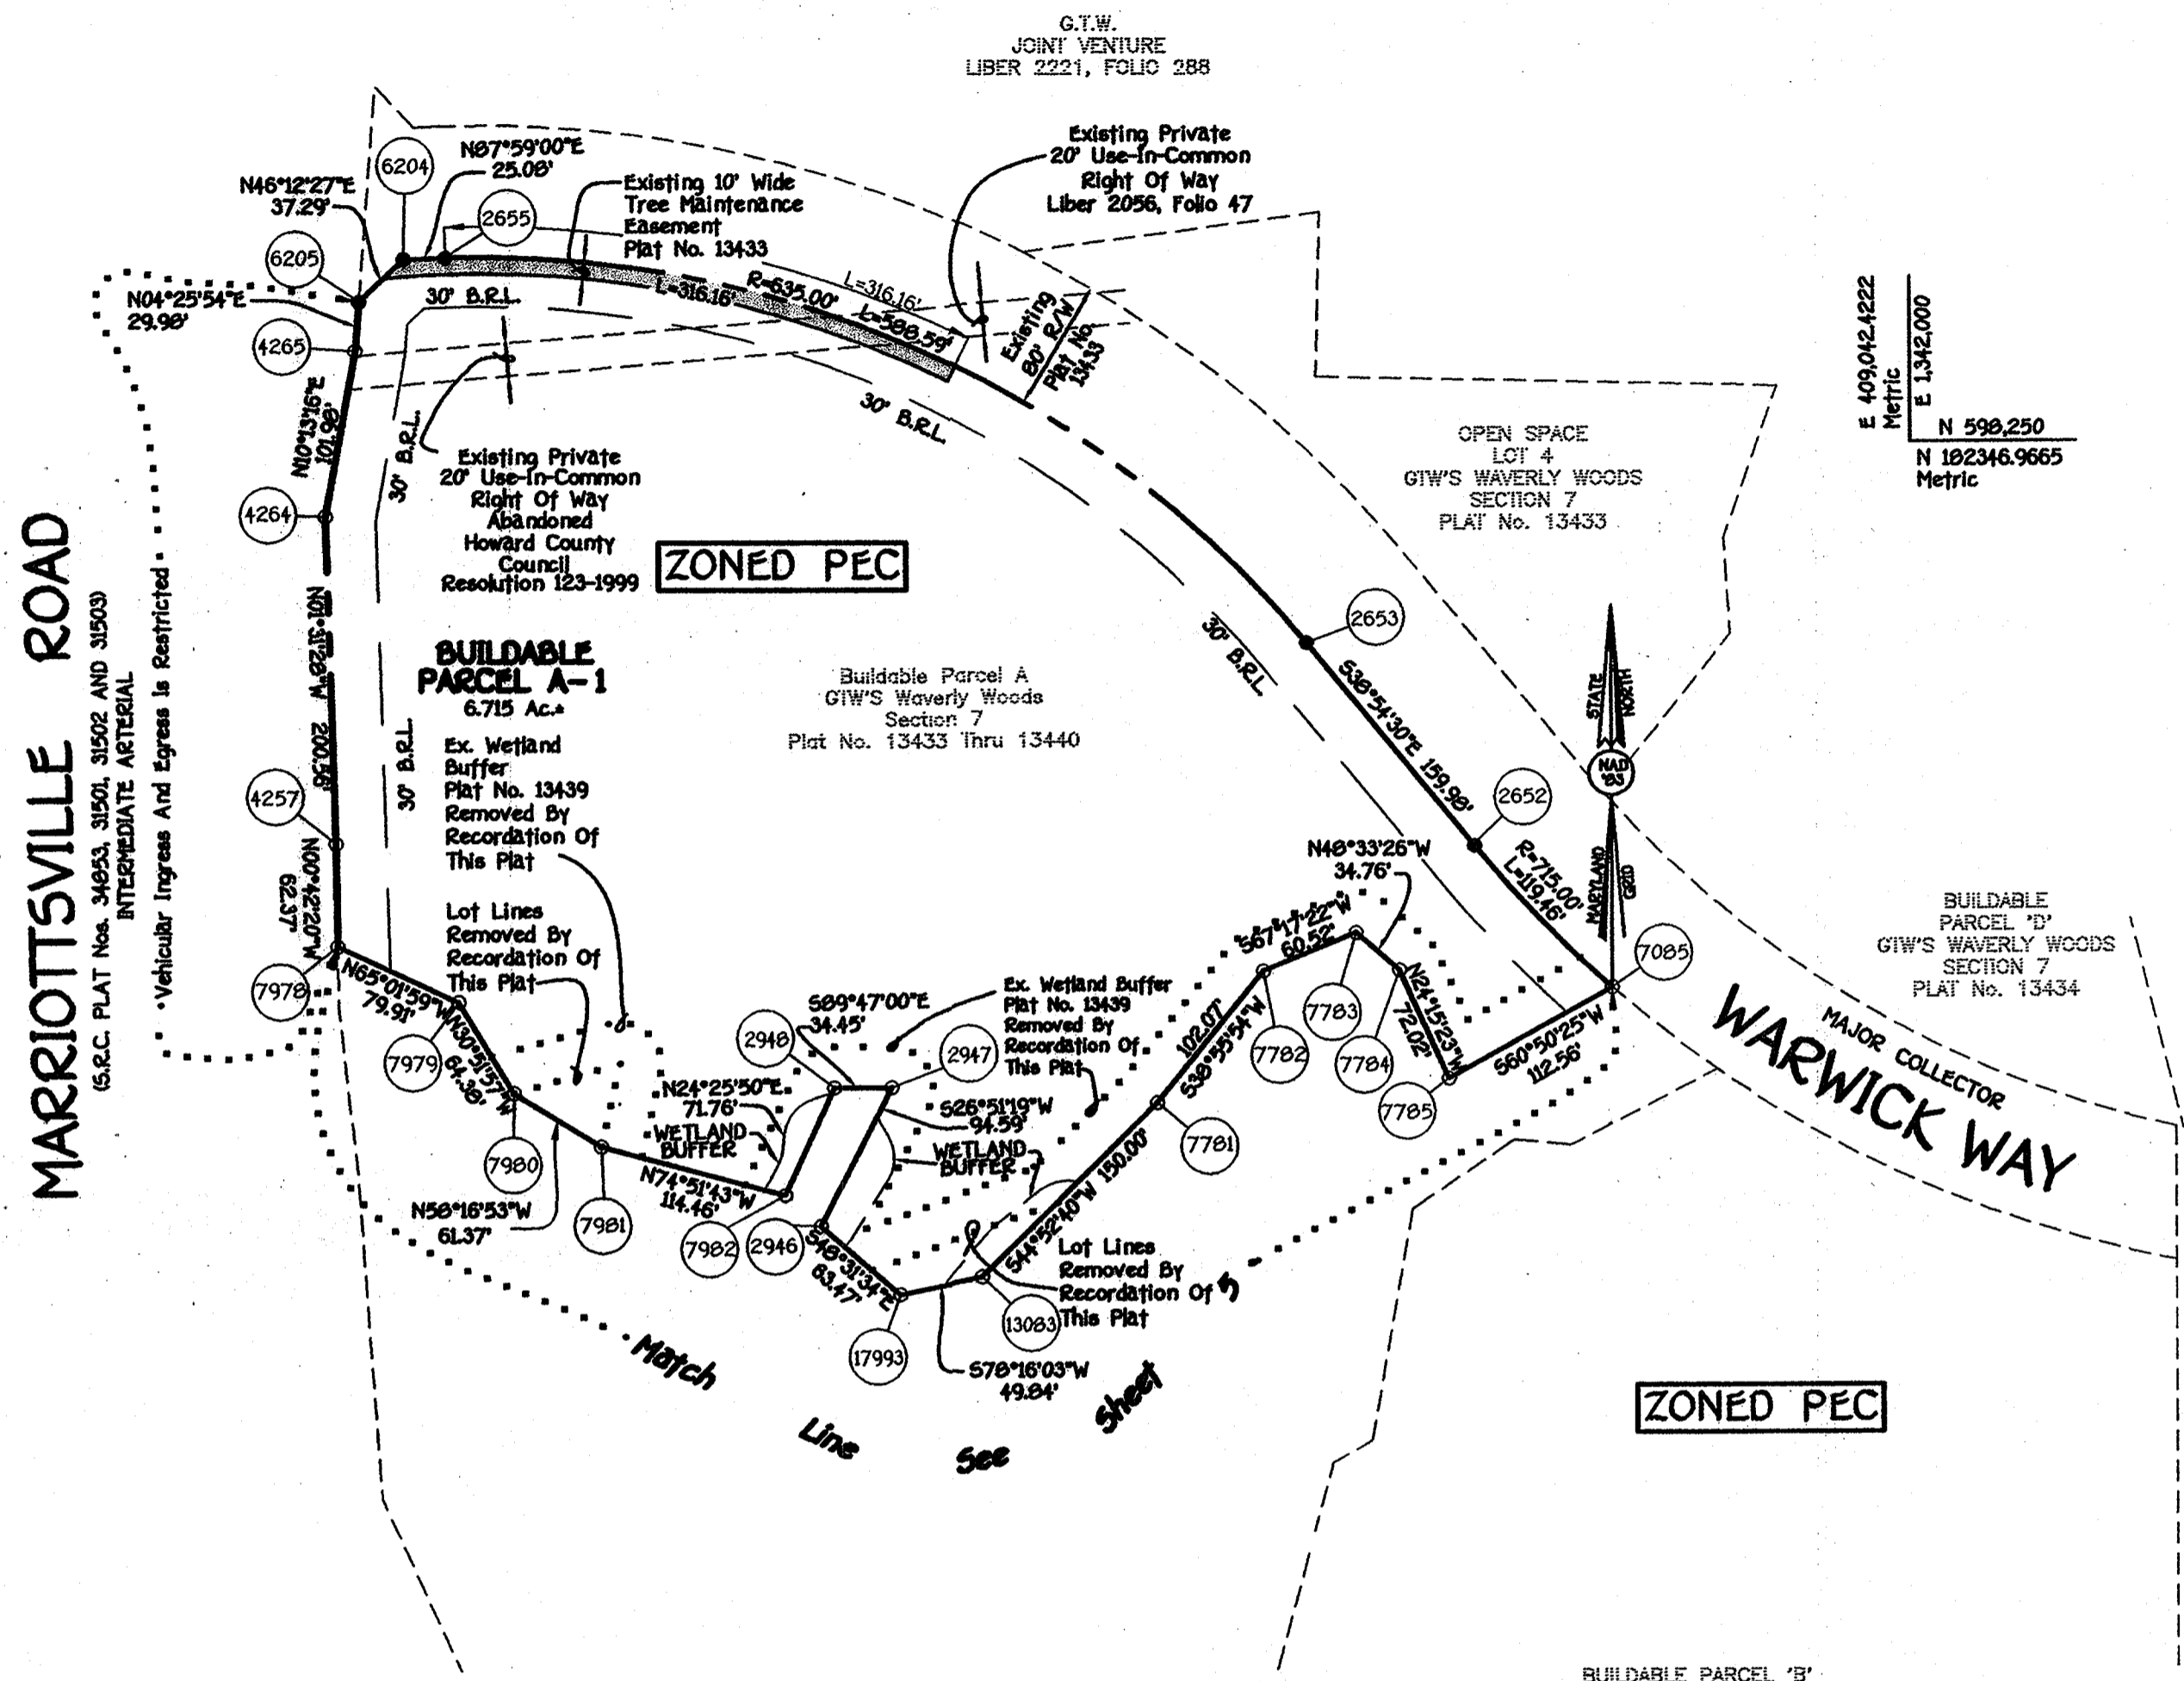 G.T.W.
JOINT VENTURE
LIBER 2221, FOLIO 288
Existing Private
20' Use-In-Common
Right Of Way
Liber 2056, Folio 47
6204
N87°59'00"E
25.08'
N46°12'27"E
37.29'
Existing 10' Wide
Tree Maintenance
Easement
Plat No. 13433
2655
6205
N04°25'54"E
29.98'
4265
30' B.R.L.
L=316.16'
R=635.00'
L=588.59'
L=316.16'
Existing
80' R/W
Plat No.
13433
30' B.R.L.
E 409,042.4222
Metric
E 1,342,000
N 598,250
N 182346.9665
Metric
N10°13'16"E
101.98'
30' B.R.L.
4264
Existing Private
20' Use-In-Common
Right Of Way
Abandoned
Howard County
Council
Resolution 123-1999
ZONED PEC
OPEN SPACE
LOT 4
GTW'S WAVERLY WOODS
SECTION 7
PLAT No. 13433
MARRIOTTSVILLE ROAD
(S.R.C. PLAT Nos. 34853, 31501, 31502 AND 31503)
INTERMEDIATE ARTERIAL
Vehicular Ingress And Egress Is Restricted
N01°31'28"W 200.56'
BUILDABLE
PARCEL A-1
6.715 Ac.±
Buildable Parcel A
GTW'S Waverly Woods
Section 7
Plat No. 13433 Thru 13440
2653
30' B.R.L.
S38°54'30"E 159.98'
STATE
NORTH
NAD
'83
MARYLAND
GRID
2652
R=715.00'
L=119.46'
30' B.R.L.
Ex. Wetland
Buffer
Plat No. 13439
Removed By
Recordation Of
This Plat
4257
N00°42'20"W
62.37'
Lot Lines
Removed By
Recordation Of
This Plat
7978
N65°01'59"W
79.91'
7979
N30°51'57"W
64.38'
7980
N58°16'53"W
61.37'
7981
N74°51'43"W
114.46'
7982
N24°25'50"E
71.76'
WETLAND
BUFFER
2948
S89°47'00"E
34.45'
2947
Ex. Wetland Buffer
Plat No. 13439
Removed By
Recordation Of
This Plat
S26°51'19"W
94.59'
WETLAND
BUFFER
2946
S48°31'34"E
63.47'
17993
S78°16'03"W
49.84'
13083
S44°52'40"W 150.00'
7781
S38°55'54"W
102.07'
7782
S67°17'22"W
60.52'
7783
N48°33'26"W
34.76'
7784
N24°15'23"W
72.02'
7785
S60°50'25"W
112.56'
7085
Lot Lines
Removed By
Recordation Of
This Plat
Match Line See Sheet 5
BUILDABLE
PARCEL 'D'
GTW'S WAVERLY WOODS
SECTION 7
PLAT No. 13434
MAJOR COLLECTOR
WARWICK WAY
ZONED PEC
BUILDABLE PARCEL 'B'